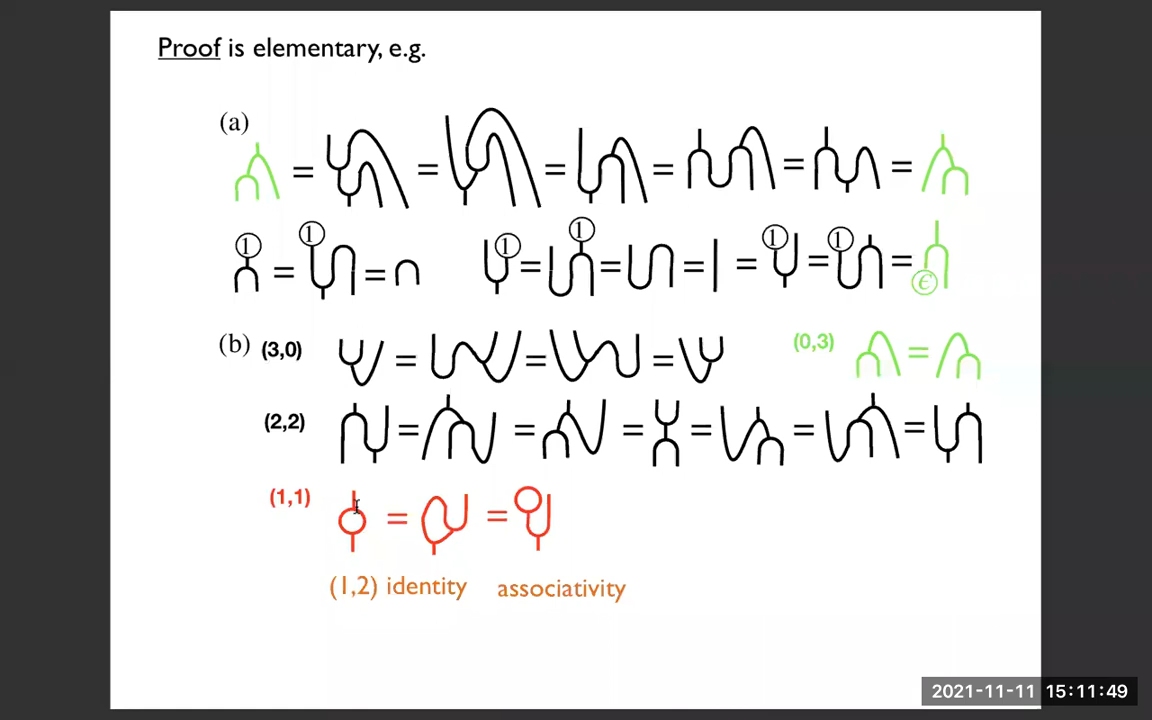 Proof is elementary, e.g.
(a)
= = = = = =
1 1 1 1 1 1
= = = = = = = = ϵ
(b) (3,0) = = = (0,3) =
(2,2) = = = = = =
(1,1) = =
(1,2) identity associativity
2021-11-11 15:11:49